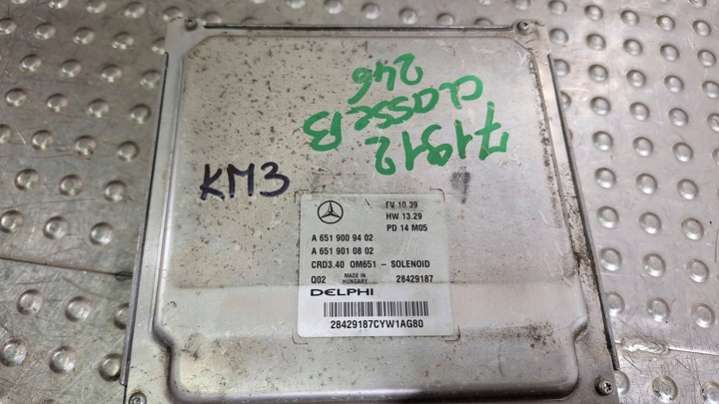 71912
CLASSE B
246
KM3
EV 10.39
HW 13.29
PD 14 M05
A 651 900 94 02
A 651 901 08 02
CRD3.40 OM651 - SOLENOID
Q02 MADE IN HUNGARY 28429187
DELPHI
28429187CYW1AG80